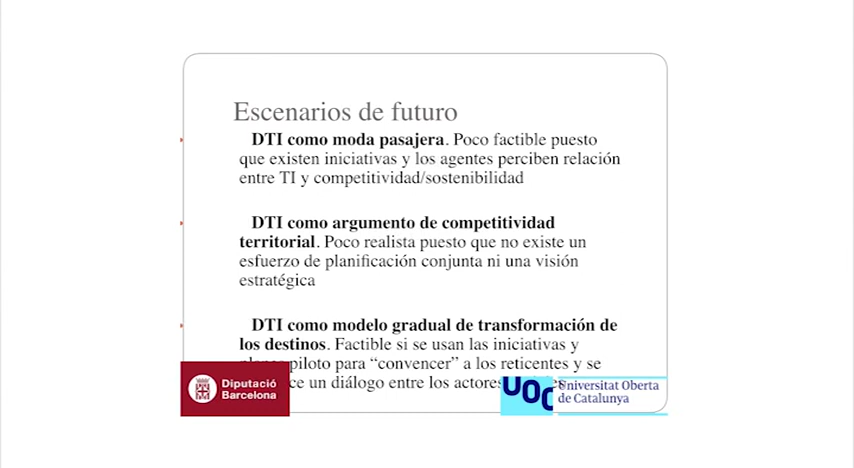 Escenarios de futuro
DTI como moda pasajera. Poco factible puesto
que existen iniciativas y los agentes perciben relación
entre TI y competitividad/sostenibilidad
DTI como argumento de competitividad
territorial. Poco realista puesto que no existe un
esfuerzo de planificación conjunta ni una visión
estratégica
DTI como modelo gradual de transformación de
los destinos. Factible si se usan las iniciativas y
piloto para “convencer” a los reticentes y se
un diálogo entre los actores
Diputació
Barcelona
UOC
Universitat Oberta
de Catalunya